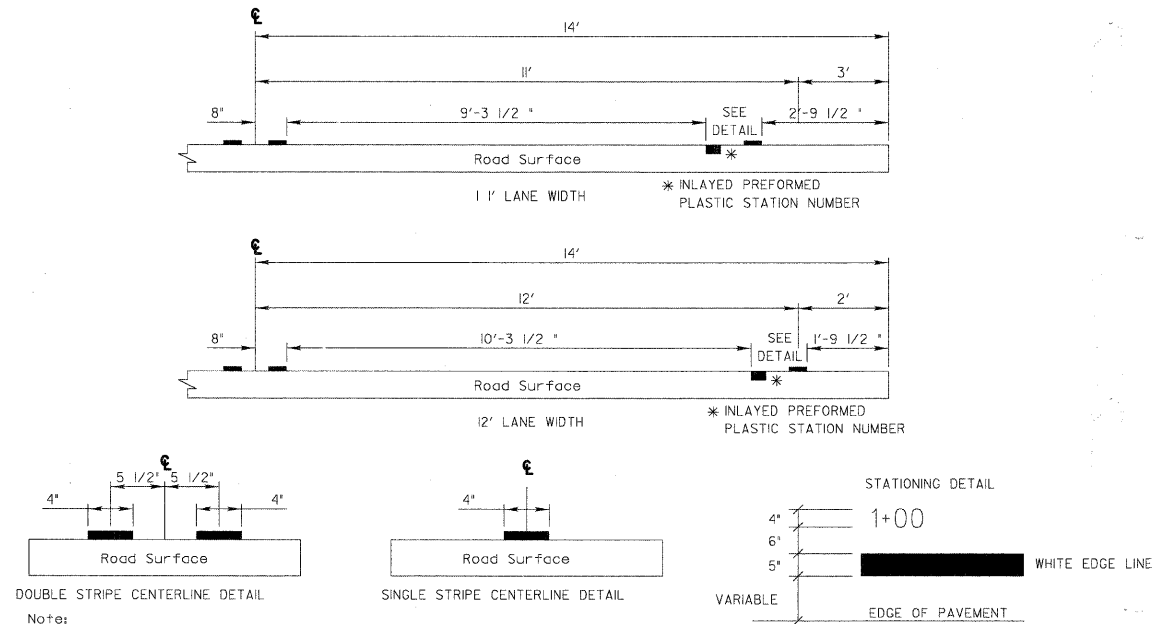 ℄
14'
11'
3'
8"
9'-3 1/2 "
SEE
DETAIL
2'-9 1/2 "
Road Surface
* INLAYED PREFORMED
PLASTIC STATION NUMBER
11' LANE WIDTH
℄
14'
12'
2'
8"
10'-3 1/2 "
SEE
DETAIL
1'-9 1/2 "
Road Surface
* INLAYED PREFORMED
PLASTIC STATION NUMBER
12' LANE WIDTH
℄
5 1/2" 5 1/2"
4"
4"
Road Surface
DOUBLE STRIPE CENTERLINE DETAIL
℄
4"
Road Surface
SINGLE STRIPE CENTERLINE DETAIL
STATIONING DETAIL
4"
1+00
6"
5"
WHITE EDGE LINE
VARIABLE
EDGE OF PAVEMENT
Note: